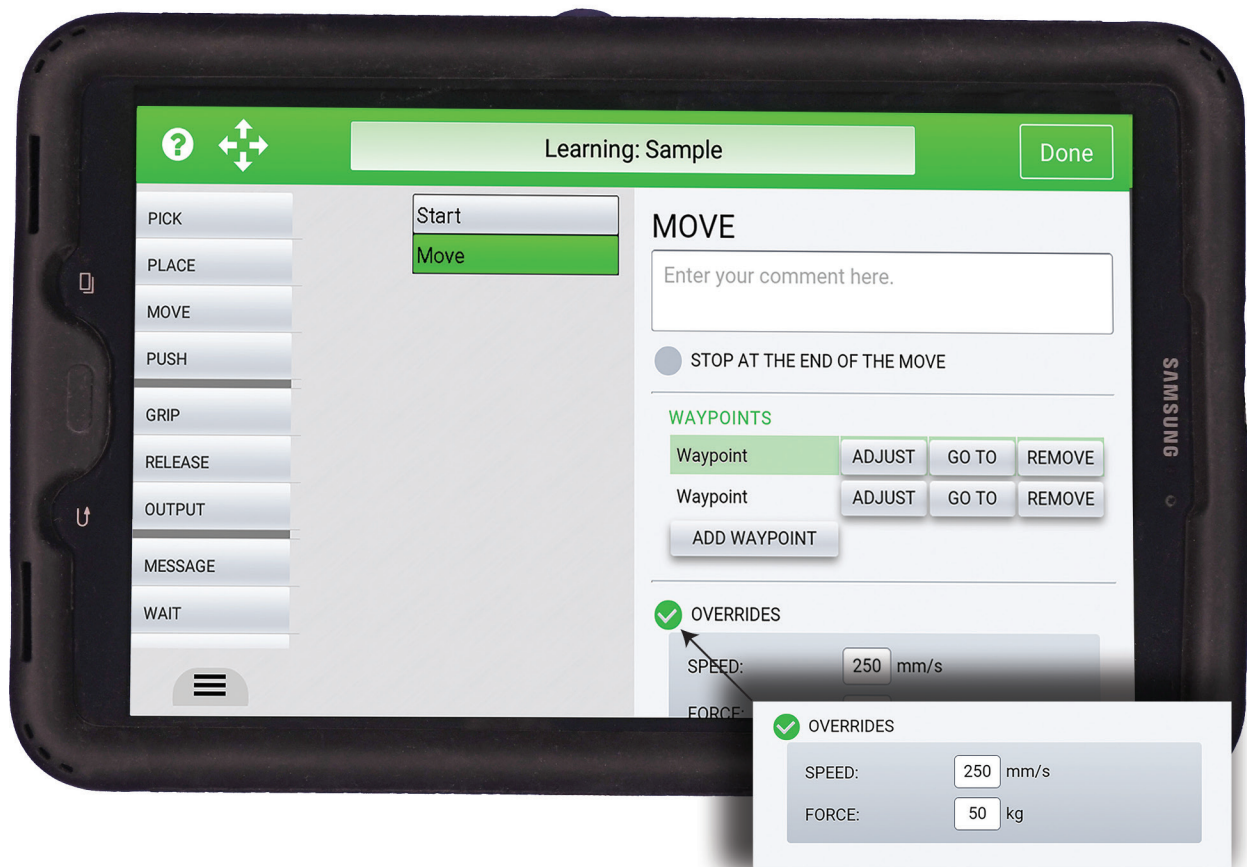 Learning: Sample
Done
PICK
PLACE
MOVE
PUSH
GRIP
RELEASE
OUTPUT
MESSAGE
WAIT
Start
Move
MOVE
Enter your comment here.
STOP AT THE END OF THE MOVE
WAYPOINTS
Waypoint ADJUST GO TO REMOVE
Waypoint ADJUST GO TO REMOVE
ADD WAYPOINT
OVERRIDES
SPEED: 250 mm/s
FORCE:
SAMSUNG
OVERRIDES
SPEED: 250 mm/s
FORCE: 50 kg